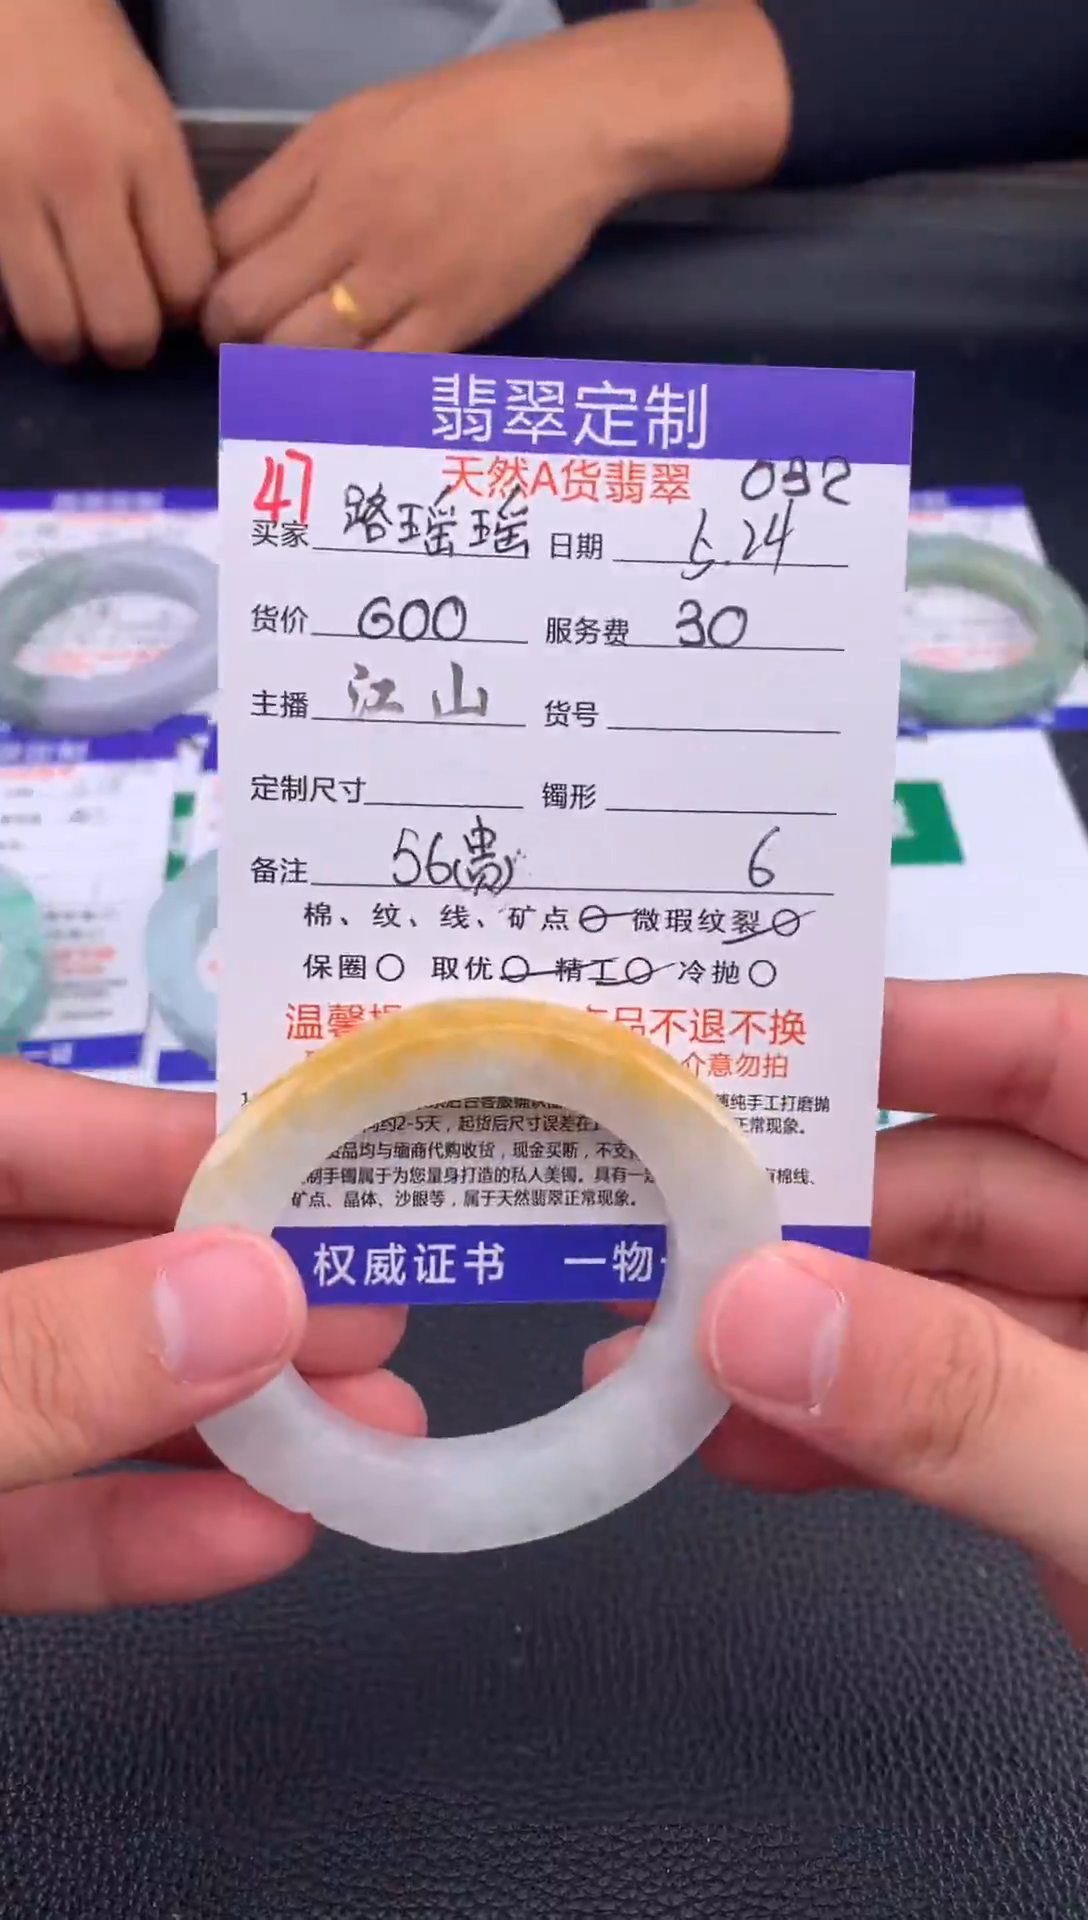 翡翠定制
天然A货翡翠
47
032
买家 路瑶瑶 日期 5.24
货价 600 服务费 30
主播 江山 货号
定制尺寸 镯形
备注 56(贵) 6
棉、纹、线、矿点 微瑕纹裂
保圈 取优 精工 冷抛
温馨 品不退不换
介意勿拍
纯手工打磨抛
约2-5天，起货后尺寸误差在 正常现象。
货品均与缅商代购收货，现金买断，不支
制手镯属于为您量身打造的私人美镯。具有一 棉线、
矿点、晶体、沙眼等，属于天然翡翠正常现象。
权威证书 一物